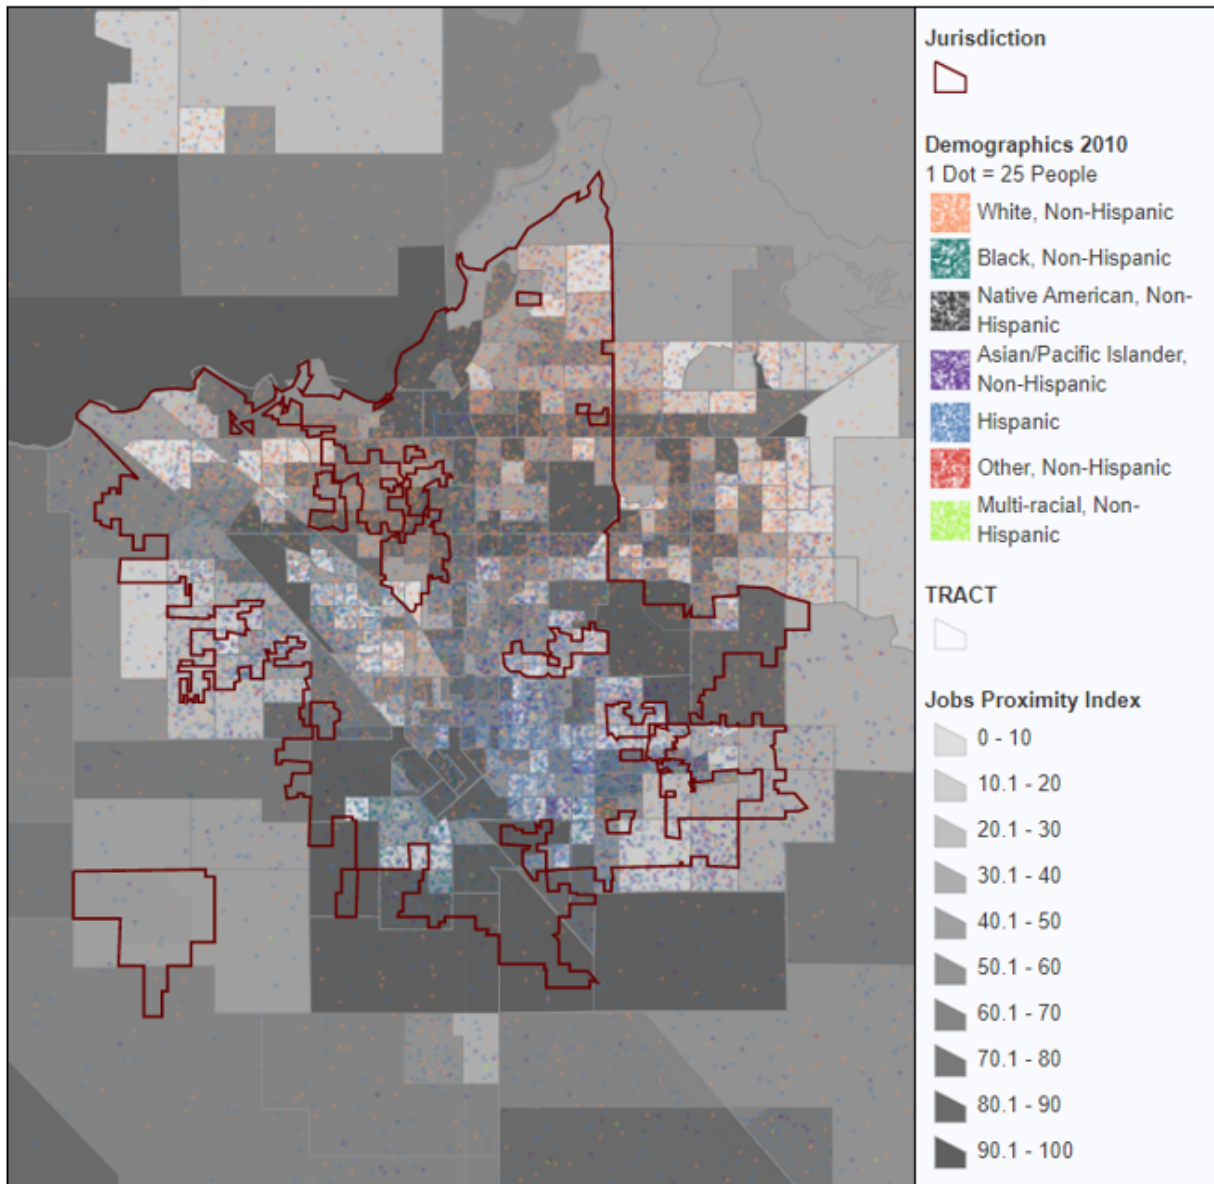 Jurisdiction
Demographics 2010
1 Dot = 25 People
White, Non-Hispanic
Black, Non-Hispanic
Native American, Non-
Hispanic
Asian/Pacific Islander,
Non-Hispanic
Hispanic
Other, Non-Hispanic
Multi-racial, Non-
Hispanic
TRACT
Jobs Proximity Index
0 - 10
10.1 - 20
20.1 - 30
30.1 - 40
40.1 - 50
50.1 - 60
60.1 - 70
70.1 - 80
80.1 - 90
90.1 - 100